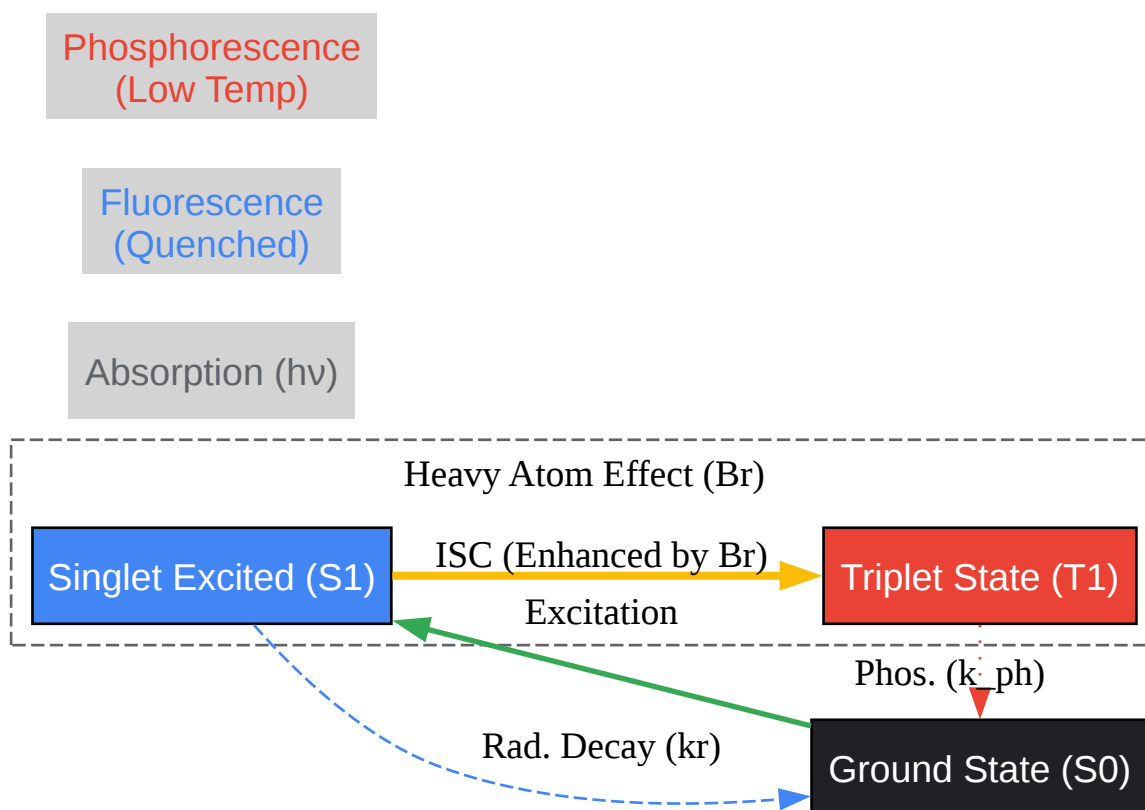 Phosphorescence
(Low Temp)
Fluorescence
(Quenched)
Absorption (hν)
Heavy Atom Effect (Br)
Singlet Excited (S1)
ISC (Enhanced by Br)
Triplet State (T1)
Excitation
Phos. (k_ph)
Rad. Decay (kr)
Ground State (S0)